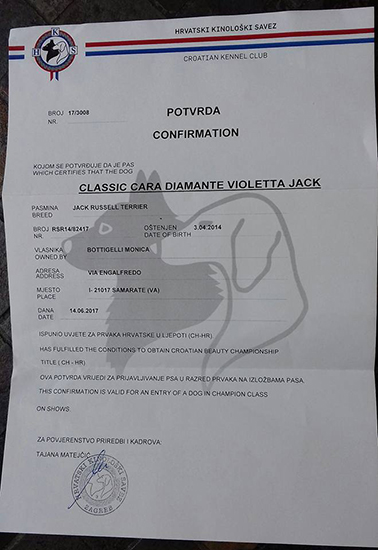 HKS
HRVATSKI KINOLOŠKI SAVEZ
CROATIAN KENNEL CLUB
BROJ 17/3008
NR.
POTVRDA
CONFIRMATION
KOJOM SE POTVRĐUJE DA JE PAS
WHICH CERTIFIES THAT THE DOG
CLASSIC CARA DIAMANTE VIOLETTA JACK
PASMINA JACK RUSSELL TERRIER
BREED
BROJ RSR14/82417 OŠTENJEN 3.04.2014
NR. DATE OF BIRTH
VLASNIKA BOTTIGELLI MONICA
OWNED BY
ADRESA VIA ENGALFREDO
ADDRESS
MJESTO I- 21017 SAMARATE (VA)
PLACE
DANA 14.06.2017
DATE
ISPUNIO UVJETE ZA PRVAKA HRVATSKE U LJEPOTI (CH-HR)
HAS FULFILLED THE CONDITIONS TO OBTAIN CROATIAN BEAUTY CHAMPIONSHIP
TITLE ( CH - HR)
OVA POTVRDA VRIJEDI ZA PRIJAVLJIVANJE PSA U RAZRED PRVAKA NA IZLOŽBAMA PASA.
THIS CONFIRMATION IS VALID FOR AN ENTRY OF A DOG IN CHAMPION CLASS
ON SHOWS.
ZA POVJERENSTVO PRIREDBI I KADROVA:
TAJANA MATEJČIĆ
HRVATSKI KINOLOŠKI SAVEZ
ZAGREB